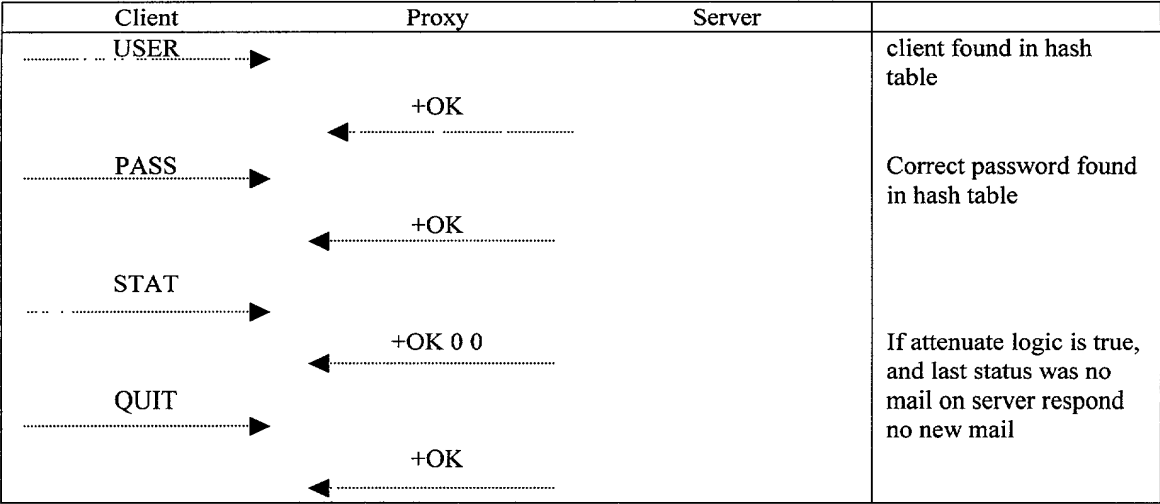 Client Proxy Server
USER
client found in hash
table
+OK
PASS
Correct password found
in hash table
+OK
STAT
+OK 0 0
If attenuate logic is true,
and last status was no
mail on server respond
no new mail
QUIT
+OK